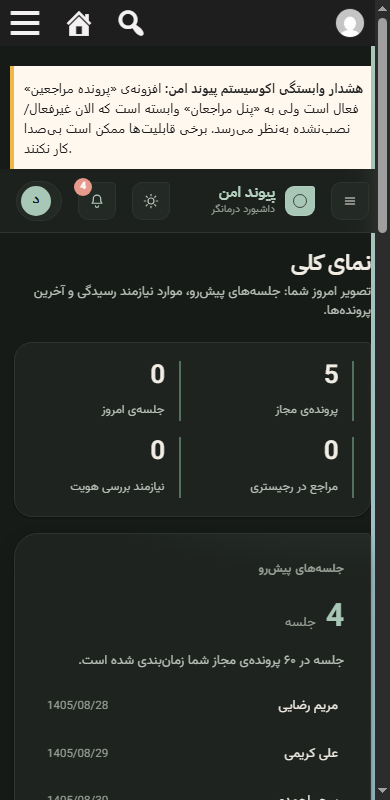 هشدار وابستگی اکوسیستم پیوند امن: افزونه‌ی «پرونده مراجعین»
فعال است ولی به «پنل مراجعان» وابسته است که الان غیرفعال/
نصب‌نشده به‌نظر می‌رسد. برخی قابلیت‌ها ممکن است بی‌صدا
کار نکنند.
پیوند امن
داشبورد درمانگر
4
د
نمای کلی
تصویر امروز شما: جلسه‌های پیش‌رو، موارد نیازمند رسیدگی و آخرین
پرونده‌ها.
5
پرونده‌ی مجاز
0
جلسه‌ی امروز
0
مراجع در رجیستری
0
نیازمند بررسی هویت
جلسه‌های پیش‌رو
4 جلسه
جلسه در ۶۰ پرونده‌ی مجاز شما زمان‌بندی شده است.
مریم رضایی 1405/08/28
علی کریمی 1405/08/29